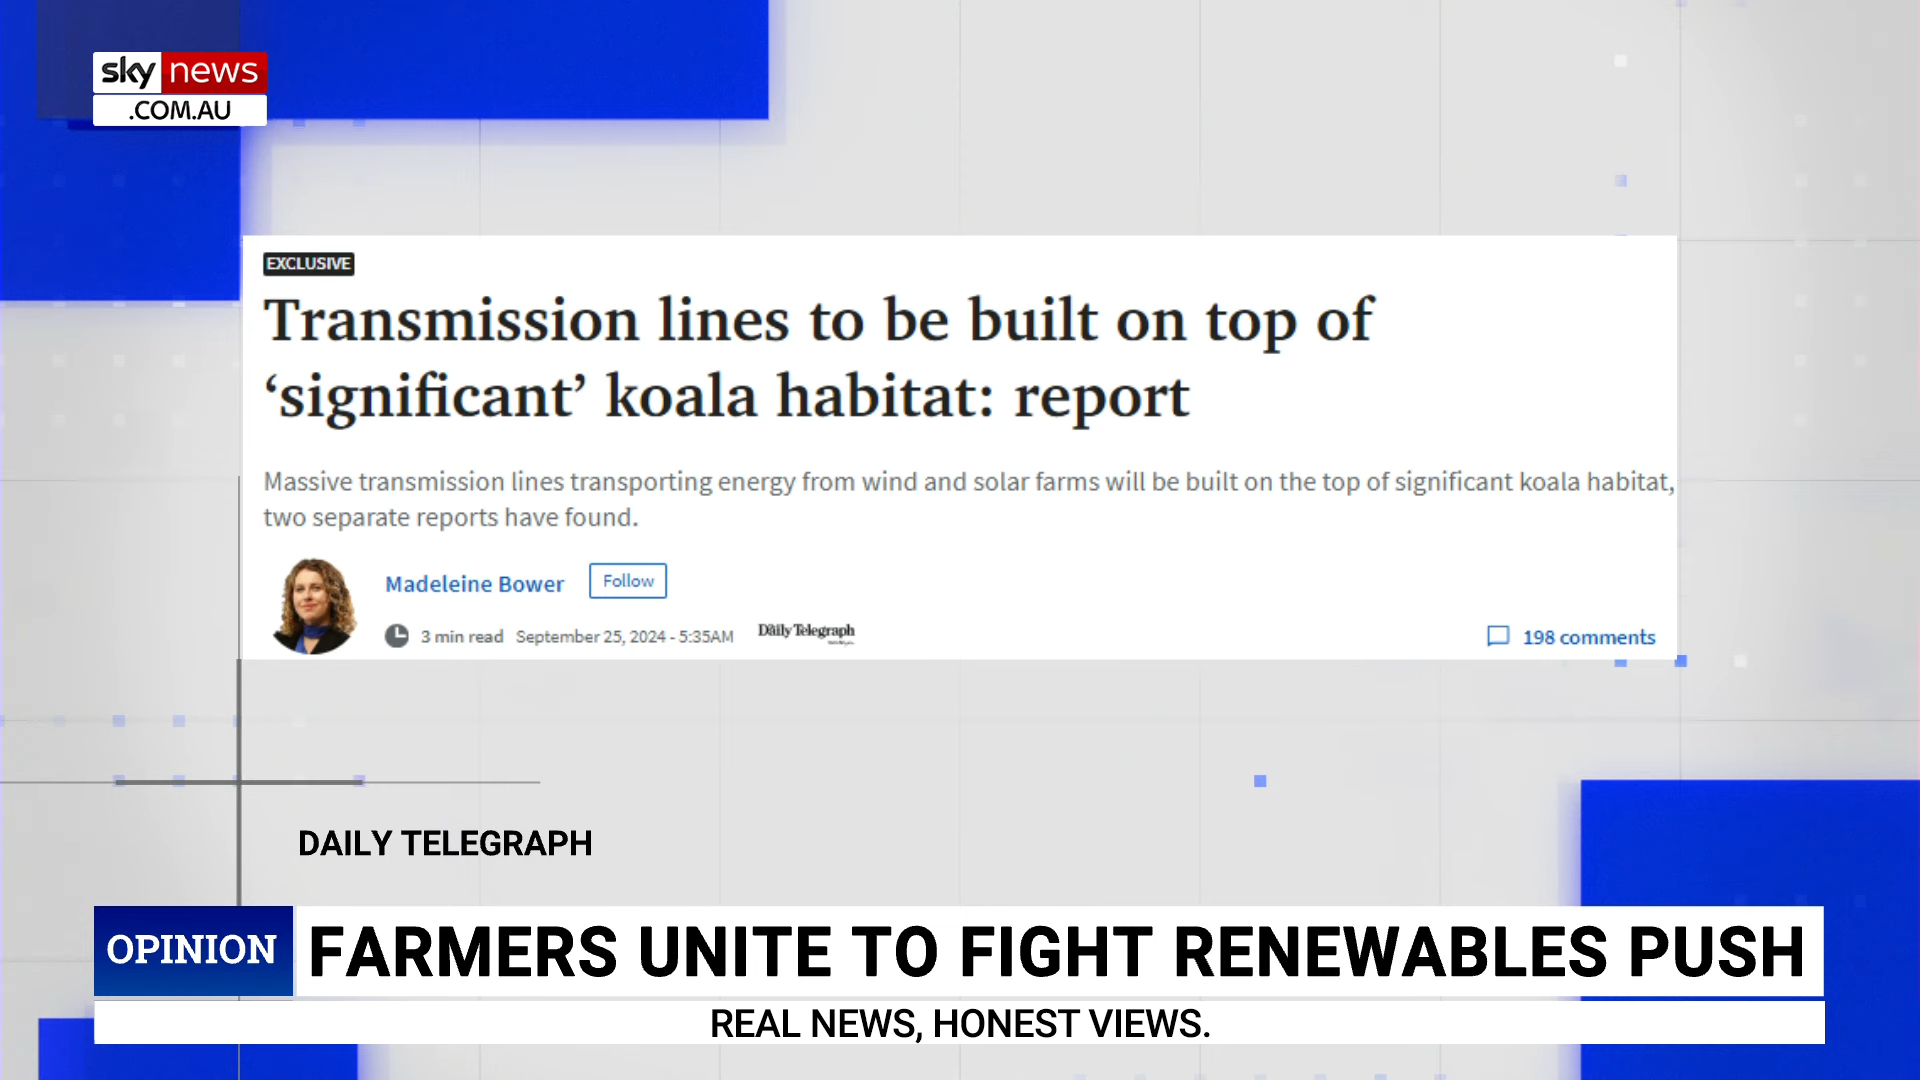 sky news
.COM.AU
EXCLUSIVE
Transmission lines to be built on top of
‘significant’ koala habitat: report
Massive transmission lines transporting energy from wind and solar farms will be built on the top of significant koala habitat,
two separate reports have found.
Madeleine Bower Follow
3 min read September 25, 2024 - 5:35AM Daily Telegraph 198 comments
DAILY TELEGRAPH
OPINION FARMERS UNITE TO FIGHT RENEWABLES PUSH
REAL NEWS, HONEST VIEWS.